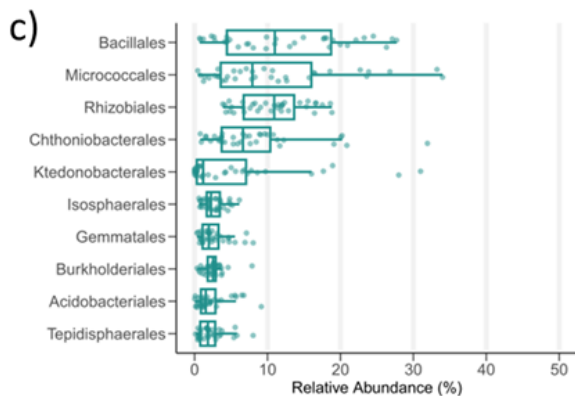 c)
Bacillales
Micrococcales
Rhizobiales
Chthoniobacterales
Ktedonobacterales
Isosphaerales
Gemmatales
Burkholderiales
Acidobacteriales
Tepidisphaerales
0 10 20 30 40 50
Relative Abundance (%)